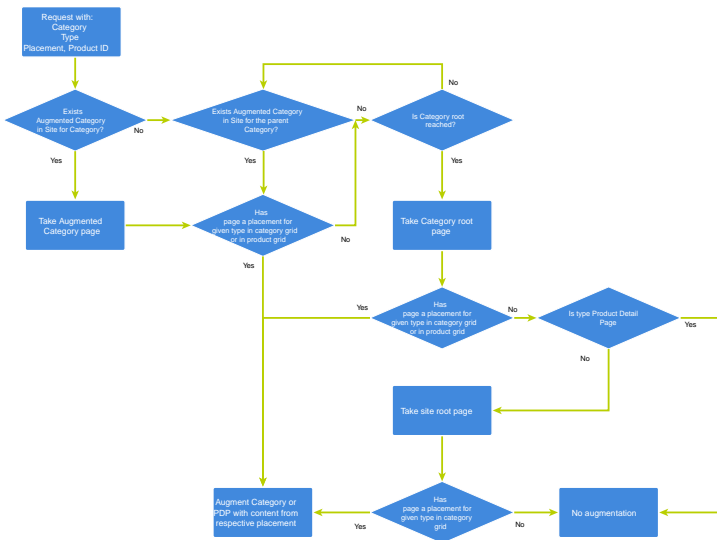 Request with:
Category
Type
Placement, Product ID
No
Exists
Augmented Category
in Site for Category?
No
Exists Augmented Category
in Site for the parent
Category?
No
Is Category root
reached?
Yes
Yes
Yes
Take Augmented
Category page
Has
page a placement for
given type in category grid
or in product grid
No
Take Category root
page
Yes
Yes
Has
page a placement for
given type in category grid
or in product grid
No
Is type Product Detail
Page
Yes
No
Take site root page
Augment Category or
PDP with content from
respective placement
Yes
Has
page a placement for
given type in category
grid
No
No augmentation